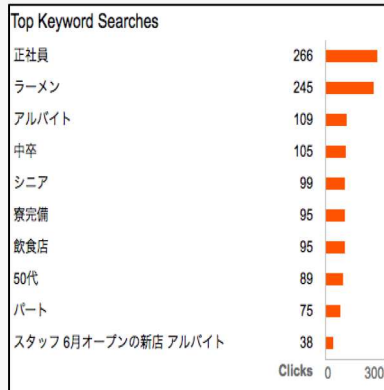 Top Keyword Searches
正社員 266
ラーメン 245
アルバイト 109
中卒 105
シニア 99
寮完備 95
飲食店 95
50代 89
パート 75
スタッフ 6月オープンの新店 アルバイト 38
Clicks 0 300